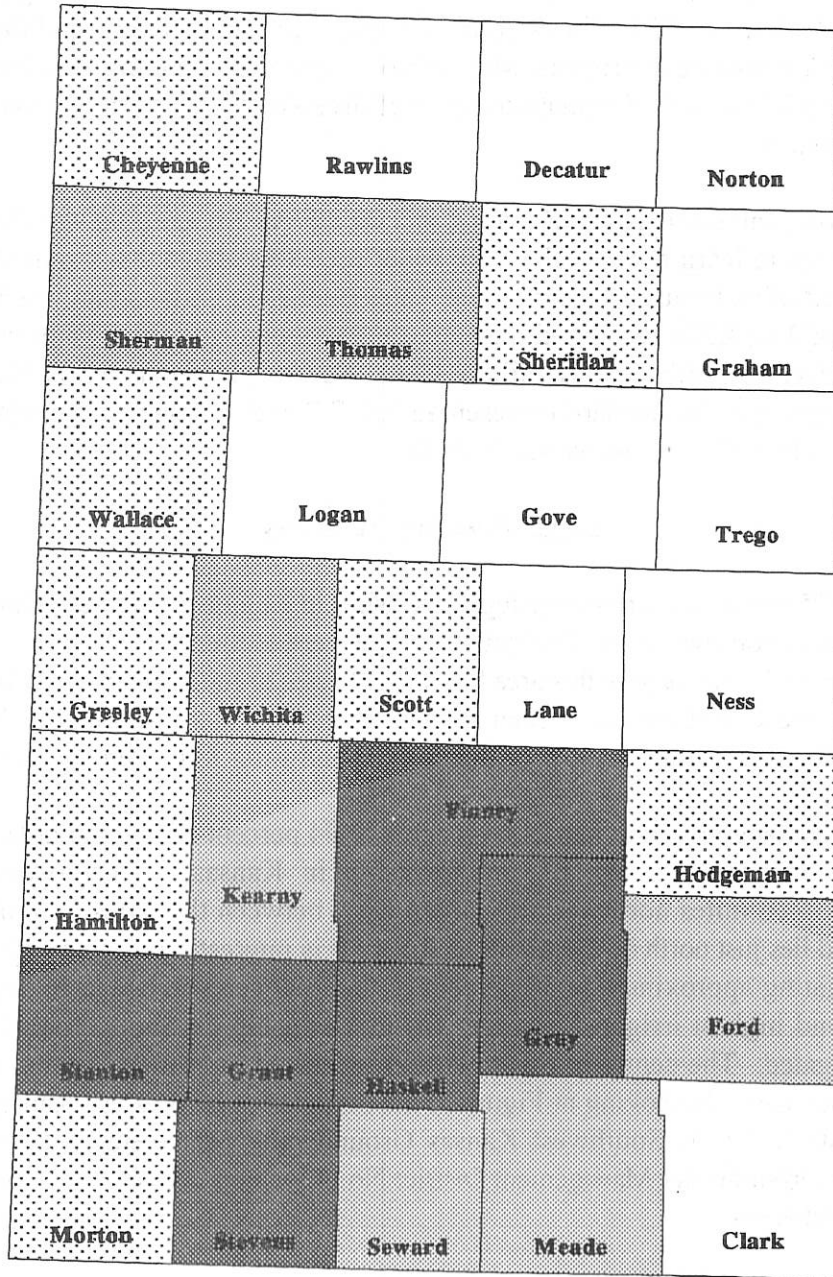 Cheyenne
Rawlins
Decatur
Norton
Sherman
Thomas
Sheridan
Graham
Wallace
Logan
Gove
Trego
Greeley
Wichita
Scott
Lane
Ness
Finney
Kearny
Hodgeman
Hamilton
Ford
Gray
Stanton
Grant
Haskell
Morton
Stevens
Seward
Meade
Clark